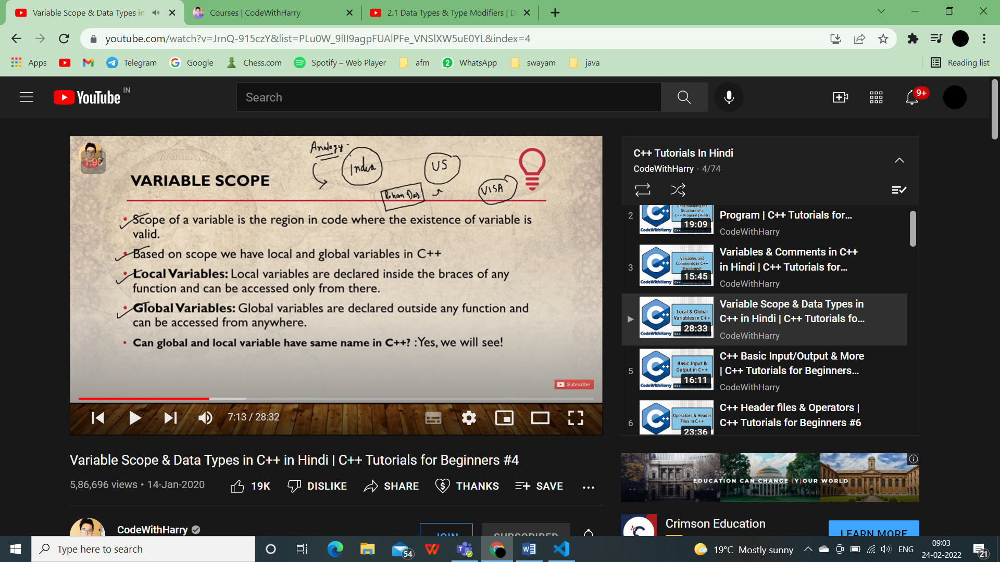 Variable Scope & Data Types in
Courses | CodeWithHarry
2.1 Data Types & Type Modifiers | D
youtube.com/watch?v=JrnQ-915czY&list=PLu0W_9lII9agpFUAlPFe_VNSlXW5uE0YL&index=4
Apps
Telegram
Google
Chess.com
Spotify – Web Player
afm
2
WhatsApp
swayam
java
Reading list
YouTube IN
Search
9+
1.95
Analogy -
India
US
Rohan Das
VISA
VARIABLE SCOPE
• Scope of a variable is the region in code where the existence of variable is
valid.
• Based on scope we have local and global variables in C++
• Local Variables: Local variables are declared inside the braces of any
function and can be accessed only from there.
• Global Variables: Global variables are declared outside any function and
can be accessed from anywhere.
• Can global and local variable have same name in C++? :Yes, we will see!
Subscribe
7:13 / 28:32
C++ Tutorials In Hindi
CodeWithHarry - 4/74
2
Understanding the
Structure of a
C++ Program [Hindi]
CodeWithHarry
19:09
Program | C++ Tutorials for...
CodeWithHarry
3
Variables and
Comments in C++
Explained!
CodeWithHarry
15:45
Variables & Comments in C++
in Hindi | C++ Tutorials for...
CodeWithHarry
Local & Global
Variables in C++
CodeWithHarry
28:33
Variable Scope & Data Types in
C++ in Hindi | C++ Tutorials fo...
CodeWithHarry
5
Basic Input &
Output in C++
CodeWithHarry
16:11
C++ Basic Input/Output & More
| C++ Tutorials for Beginners...
CodeWithHarry
6
Operators & Header
Files in C++
23:36
C++ Header files & Operators |
C++ Tutorials for Beginners #6
Variable Scope & Data Types in C++ in Hindi | C++ Tutorials for Beginners #4
5,86,696 views • 14-Jan-2020
19K
DISLIKE
SHARE
THANKS
SAVE
EDUCATION CAN CHANGE (Y)OUR WORLD
CodeWithHarry
JOIN
SUBSCRIBED
Crimson Education
LEARN MORE
Type here to search
54
19°C Mostly sunny
ENG
09:03
24-02-2022
21